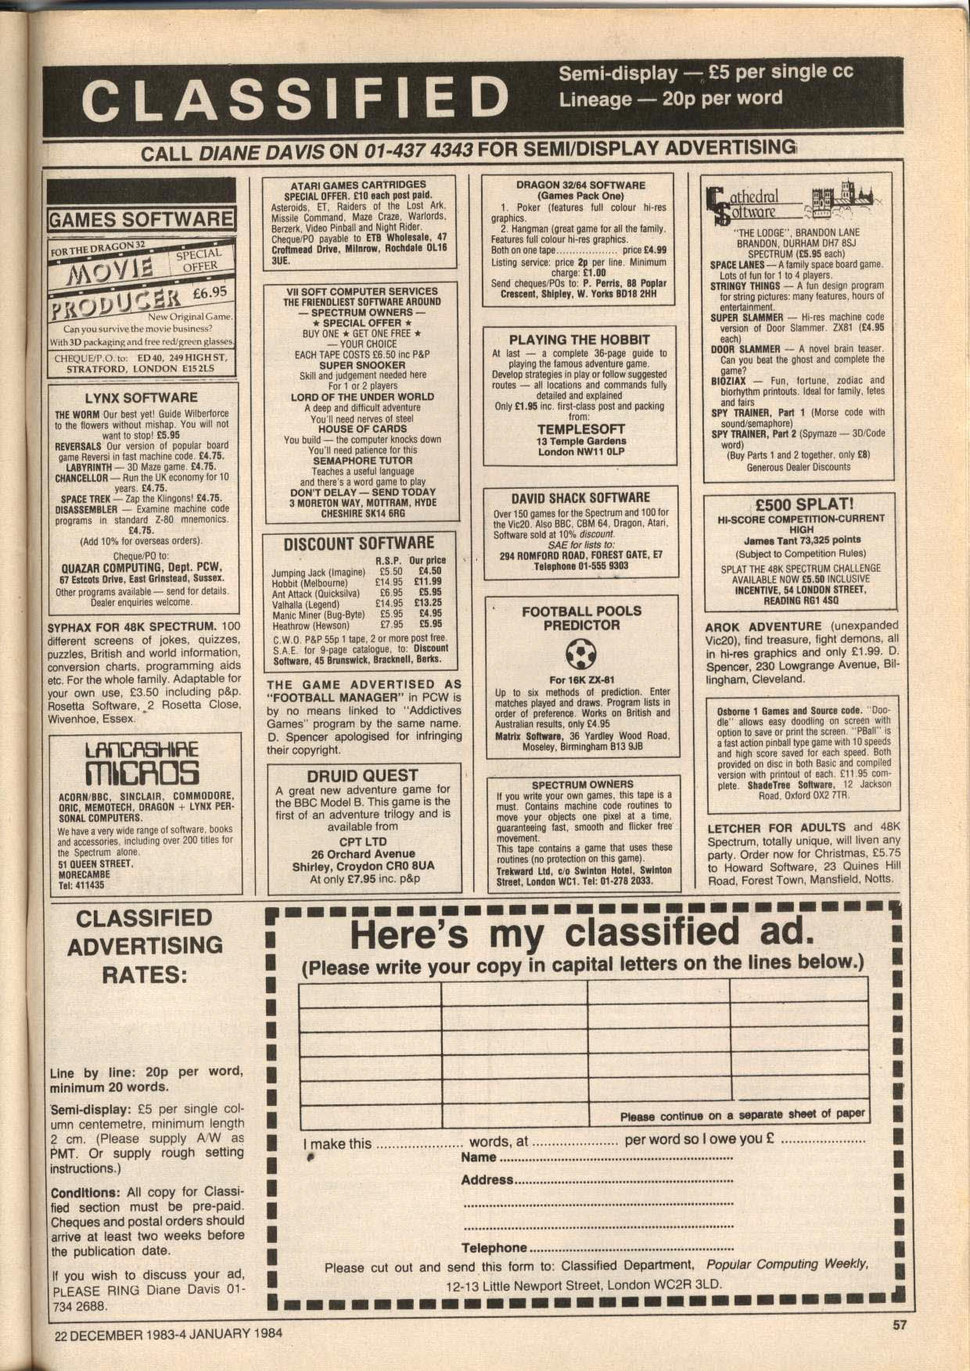 CLASSIFIED
Semi-display — £5 per single cc
Lineage — 20p per word
CALL DIANE DAVIS ON 01-437 4343 FOR SEMI/DISPLAY ADVERTISING
GAMES SOFTWARE
FOR THE DRAGON 32
MOVIE
PRODUCER
SPECIAL
OFFER
£6.95
New Original Game.
Can you survive the movie business?
With 3D packaging and free red/green glasses.
CHEQUE/P.O. to: ED 40, 249 HIGH ST,
STRATFORD, LONDON E15 2LS
LYNX SOFTWARE
THE WORM Our best yet! Guide Wilberforce
to the flowers without mishap. You will not
want to stop! £5.95
REVERSALS Our version of popular board
game Reversi in fast machine code. £4.75.
LABYRINTH — 3D Maze game. £4.75.
CHANCELLOR — Run the UK economy for 10
years. £4.75.
SPACE TREK — Zap the Klingons! £4.75.
DISASSEMBLER — Examine machine code
programs in standard Z-80 mnemonics.
£4.75.
(Add 10% for overseas orders).
Cheque/PO to:
QUAZAR COMPUTING, Dept. PCW,
67 Estcots Drive, East Grinstead, Sussex.
Other programs available — send for details.
Dealer enquiries welcome.
SYPHAX FOR 48K SPECTRUM. 100
different screens of jokes, quizzes,
puzzles, British and world information,
conversion charts, programming aids
etc. For the whole family. Adaptable for
your own use, £3.50 including p&p.
Rosetta Software, 2 Rosetta Close,
Wivenhoe, Essex.
LANCASHIRE
MICROS
ACORN/BBC, SINCLAIR, COMMODORE,
ORIC, MEMOTECH, DRAGON + LYNX PER-
SONAL COMPUTERS.
We have a very wide range of software, books
and accessories, including over 200 titles for
the Spectrum alone.
51 QUEEN STREET,
MORECAMBE
Tel: 411435
ATARI GAMES CARTRIDGES
SPECIAL OFFER. £10 each post paid.
Asteroids, ET, Raiders of the Lost Ark,
Missile Command, Maze Craze, Warlords,
Berzerk, Video Pinball and Night Rider.
Cheque/PO payable to ETB Wholesale, 47
Croftmead Drive, Milnrow, Rochdale OL16
3UE.
VII SOFT COMPUTER SERVICES
THE FRIENDLIEST SOFTWARE AROUND
— SPECTRUM OWNERS —
★ SPECIAL OFFER ★
BUY ONE ★ GET ONE FREE ★
— YOUR CHOICE
EACH TAPE COSTS £6.50 inc P&P
SUPER SNOOKER
Skill and judgement needed here
For 1 or 2 players
LORD OF THE UNDER WORLD
A deep and difficult adventure
You'll need nerves of steel
HOUSE OF CARDS
You build — the computer knocks down
You'll need patience for this
SEMAPHORE TUTOR
Teaches a useful language
and there's a word game to play
DON'T DELAY — SEND TODAY
3 MORETON WAY, MOTTRAM, HYDE
CHESHIRE SK14 6RG
DISCOUNT SOFTWARE
R.S.P. Our price
Jumping Jack (Imagine) £5.50 £4.50
Hobbit (Melbourne) £14.95 £11.99
Ant Attack (Quicksilva) £6.95 £5.95
Valhalla (Legend) £14.95 £13.25
Manic Miner (Bug-Byte) £5.95 £4.95
Heathrow (Hewson) £7.95 £5.95
C.W.O. P&P 55p 1 tape, 2 or more post free.
S.A.E. for 9-page catalogue, to: Discount
Software, 45 Brunswick, Bracknell, Berks.
THE GAME ADVERTISED AS
"FOOTBALL MANAGER" in PCW is
by no means linked to "Addictives
Games" program by the same name.
D. Spencer apologised for infringing
their copyright.
DRUID QUEST
A great new adventure game for
the BBC Model B. This game is the
first of an adventure trilogy and is
available from
CPT LTD
26 Orchard Avenue
Shirley, Croydon CR0 8UA
At only £7.95 inc. p&p
DRAGON 32/64 SOFTWARE
(Games Pack One)
1. Poker (features full colour hi-res
graphics.
2. Hangman (great game for all the family.
Features full colour hi-res graphics.
Both on one tape.................. price £4.99
Listing service: price 2p per line. Minimum
charge: £1.00
Send cheques/POs to: P. Perris, 88 Poplar
Crescent, Shipley, W. Yorks BD18 2HH
PLAYING THE HOBBIT
At last — a complete 36-page guide to
playing the famous adventure game.
Develop strategies in play or follow suggested
routes — all locations and commands fully
detailed and explained
Only £1.95 inc. first-class post and packing
from:
TEMPLESOFT
13 Temple Gardens
London NW11 0LP
DAVID SHACK SOFTWARE
Over 150 games for the Spectrum and 100 for
the Vic20. Also BBC, CBM 64, Dragon, Atari,
Software sold at 10% discount.
SAE for lists to:
294 ROMFORD ROAD, FOREST GATE, E7
Telephone 01-555 9303
FOOTBALL POOLS
PREDICTOR
For 16K ZX-81
Up to six methods of prediction. Enter
matches played and draws. Program lists in
order of preference. Works on British and
Australian results, only £4.95
Matrix Software, 36 Yardley Wood Road,
Moseley, Birmingham B13 9JB
SPECTRUM OWNERS
If you write your own games, this tape is a
must. Contains machine code routines to
move your objects one pixel at a time,
guaranteeing fast, smooth and flicker free
movement.
This tape contains a game that uses these
routines (no protection on this game).
Trekward Ltd, c/o Swinton Hotel, Swinton
Street, London WC1. Tel: 01-278 2033.
Cathedral
Software
"THE LODGE", BRANDON LANE
BRANDON, DURHAM DH7 8SJ
SPECTRUM (£5.95 each)
SPACE LANES — A family space board game.
Lots of fun for 1 to 4 players.
STRINGY THINGS — A fun design program
for string pictures: many features, hours of
entertainment.
SUPER SLAMMER — Hi-res machine code
version of Door Slammer. ZX81 (£4.95
each)
DOOR SLAMMER — A novel brain teaser.
Can you beat the ghost and complete the
game?
BIOZIAX — Fun, fortune, zodiac and
biorhythm printouts. Ideal for family, fetes
and fairs
SPY TRAINER, Part 1 (Morse code with
sound/semaphore)
SPY TRAINER, Part 2 (Spymaze — 3D/Code
word)
(Buy Parts 1 and 2 together, only £8)
Generous Dealer Discounts
£500 SPLAT!
HI-SCORE COMPETITION-CURRENT
HIGH
James Tant 73,325 points
(Subject to Competition Rules)
SPLAT THE 48K SPECTRUM CHALLENGE
AVAILABLE NOW £5.50 INCLUSIVE
INCENTIVE, 54 LONDON STREET,
READING RG1 4SQ
AROK ADVENTURE (unexpanded
Vic20), find treasure, fight demons, all
in hi-res graphics and only £1.99. D.
Spencer, 230 Lowgrange Avenue, Bil-
lingham, Cleveland.
Osborne 1 Games and Source code. "Doo-
dle" allows easy doodling on screen with
option to save or print the screen. "PBall" is
a fast action pinball type game with 10 speeds
and high score saved for each speed. Both
provided on disc in both Basic and compiled
version with printout of each. £11.95 com-
plete. ShadeTree Software, 12 Jackson
Road, Oxford OX2 7TR.
LETCHER FOR ADULTS and 48K
Spectrum, totally unique, will liven any
party. Order now for Christmas, £5.75
to Howard Software, 23 Quines Hill
Road, Forest Town, Mansfield, Notts.
CLASSIFIED
ADVERTISING
RATES:
Line by line: 20p per word,
minimum 20 words.
Semi-display: £5 per single col-
umn centemetre, minimum length
2 cm. (Please supply A/W as
PMT. Or supply rough setting
instructions.)
Conditions: All copy for Classi-
fied section must be pre-paid.
Cheques and postal orders should
arrive at least two weeks before
the publication date.
If you wish to discuss your ad,
PLEASE RING Diane Davis 01-
734 2688.
Here's my classified ad.
(Please write your copy in capital letters on the lines below.)
Please continue on a separate sheet of paper
I make this ...................... words, at ...................... per word so I owe you £ ......................
Name ............................................................
Address............................................................
Telephone ............................................................
Please cut out and send this form to: Classified Department, Popular Computing Weekly,
12-13 Little Newport Street, London WC2R 3LD.
22 DECEMBER 1983-4 JANUARY 1984
57